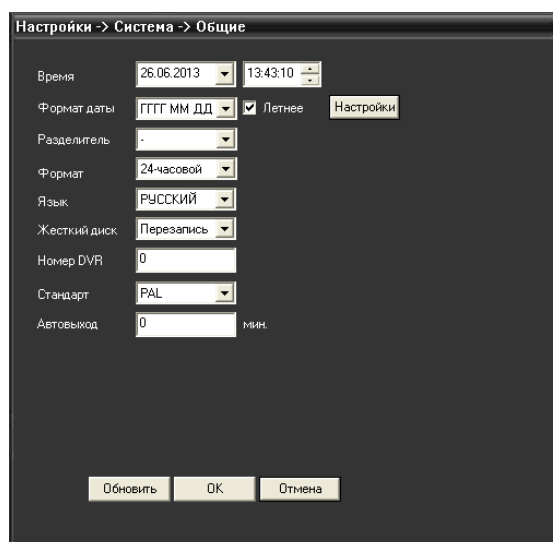 Настройки -> Система -> Общие
Время 26.06.2013 13:43:10
Формат даты ГГГГ ММ ДД Летнее Настройки
Разделитель -
Формат 24-часовой
Язык РУССКИЙ
Жесткий диск Перезапись
Номер DVR 0
Стандарт PAL
Автовыход 0 мин.
Обновить OK Отмена